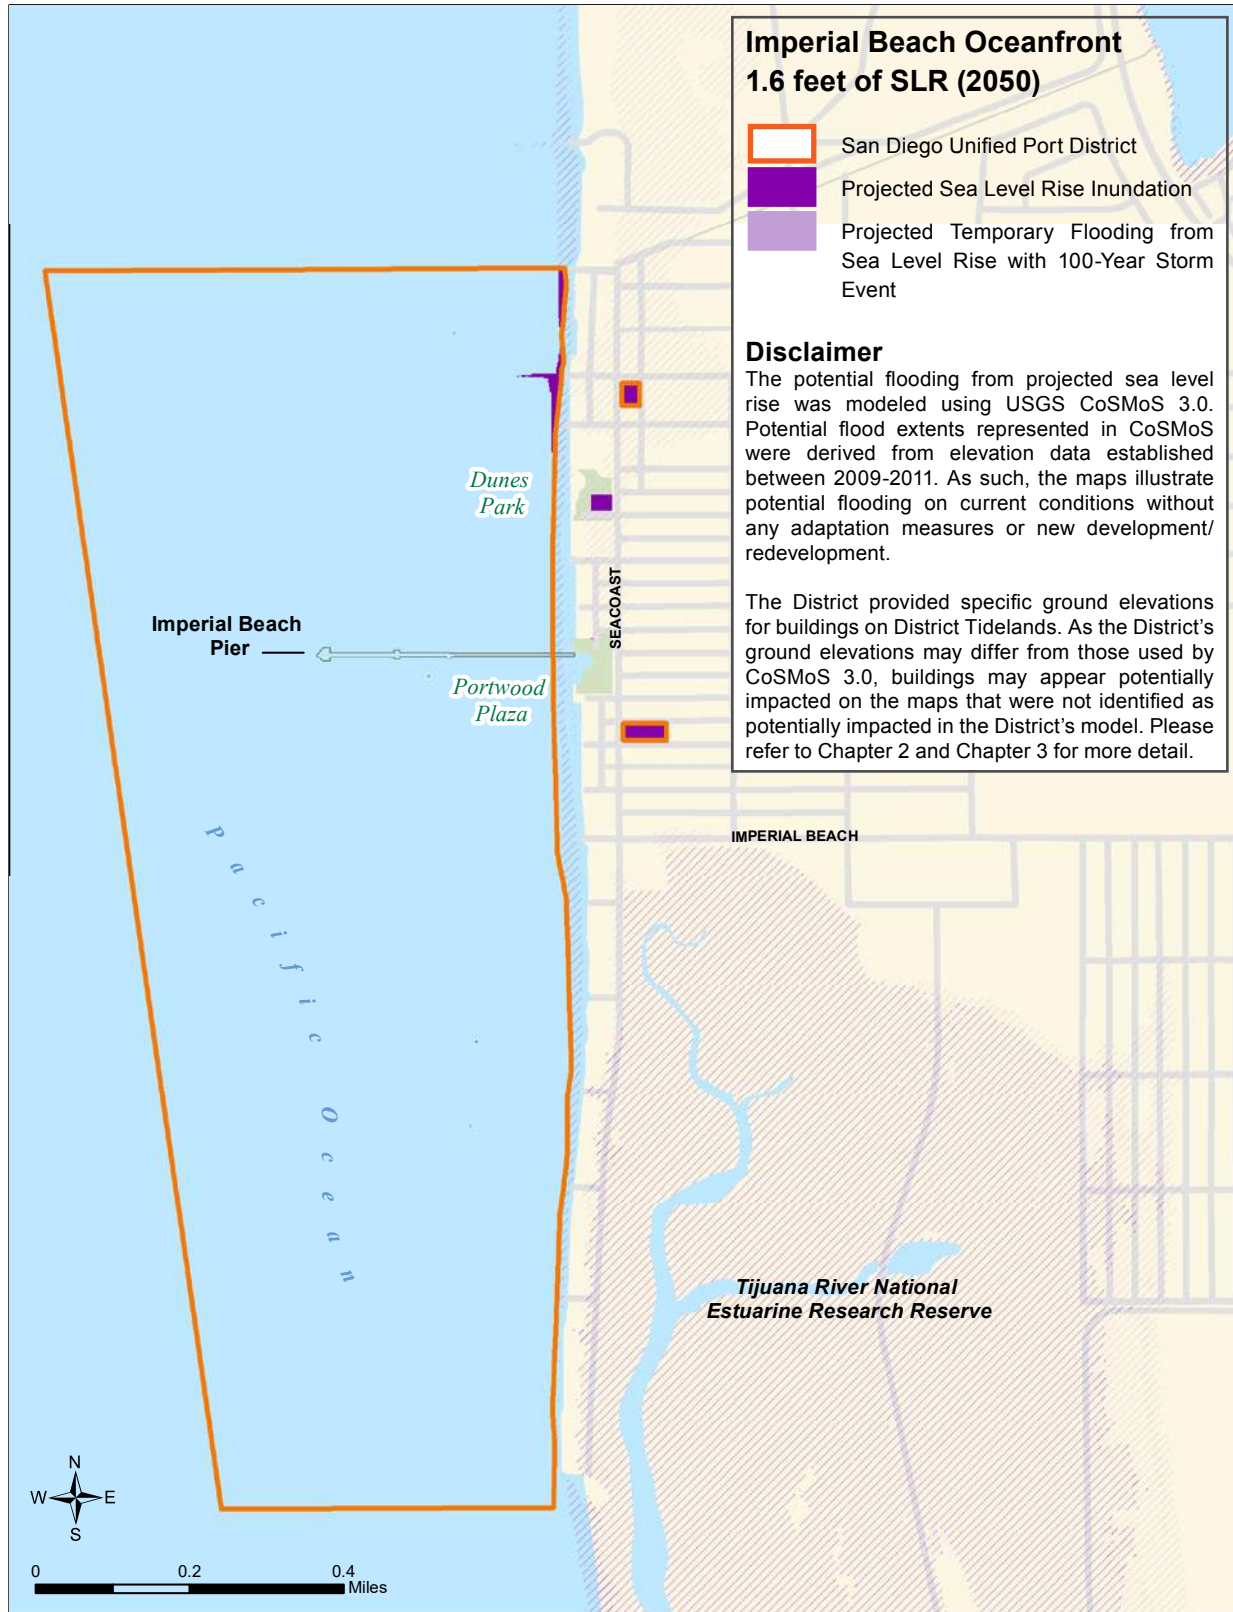 Imperial Beach Oceanfront
1.6 feet of SLR (2050)
San Diego Unified Port District
Projected Sea Level Rise Inundation
Projected Temporary Flooding from
Sea Level Rise with 100-Year Storm
Event
Disclaimer
The potential flooding from projected sea level
rise was modeled using USGS CoSMoS 3.0.
Potential flood extents represented in CoSMoS
were derived from elevation data established
between 2009-2011. As such, the maps illustrate
potential flooding on current conditions without
any adaptation measures or new development/
redevelopment.
The District provided specific ground elevations
for buildings on District Tidelands. As the District's
ground elevations may differ from those used by
CoSMoS 3.0, buildings may appear potentially
impacted on the maps that were not identified as
potentially impacted in the District's model. Please
refer to Chapter 2 and Chapter 3 for more detail.
Dunes
Park
SEACOAST
Imperial Beach
Pier
Portwood
Plaza
IMPERIAL BEACH
Pacific Ocean
Tijuana River National
Estuarine Research Reserve
N
W E
S
0 0.2 0.4
Miles